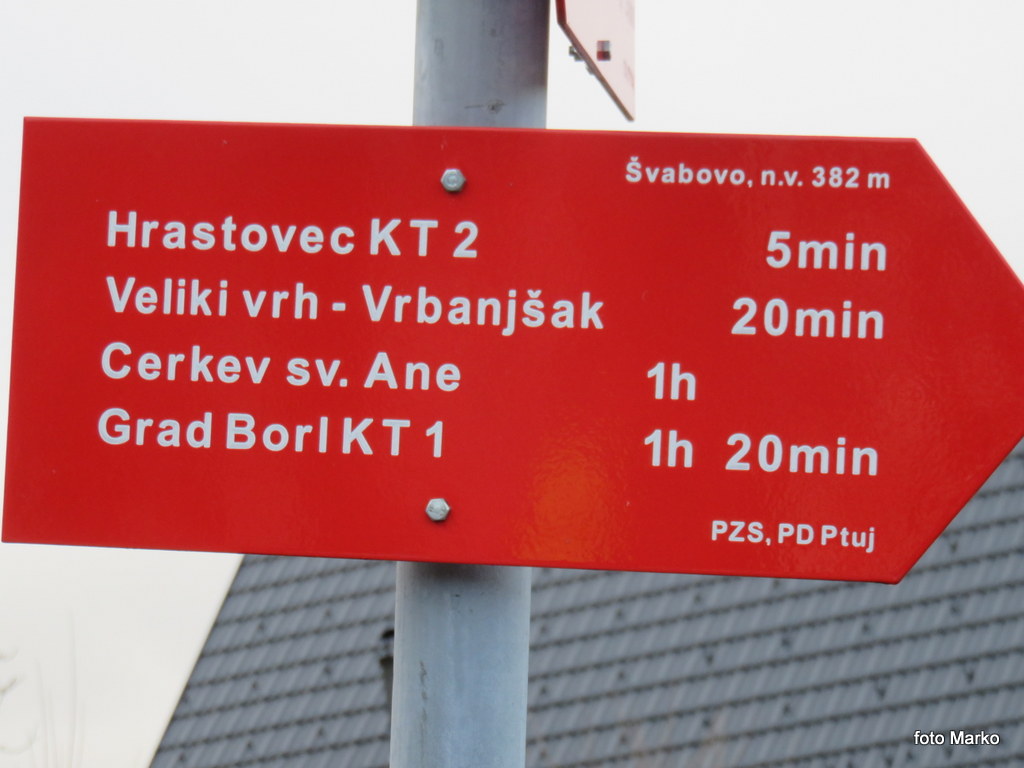 Švabovo, n.v. 382 m
Hrastovec KT 2 5min
Veliki vrh - Vrbanjšak 20min
Cerkev sv. Ane 1h
Grad Borl KT 1 1h 20min
PZS, PD Ptuj
foto Marko